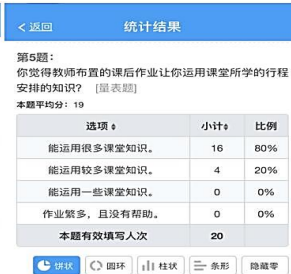 < 返回 统计结果
第5题：
你觉得教师布置的课后作业让你运用课堂所学的行程
安排的知识？ [量表题]
本题平均分：19
选项 小计 比例
能运用很多课堂知识。 16 80%
能运用较多课堂知识。 4 20%
能运用一些课堂知识。 0 0%
作业繁多，且没有帮助。 0 0%
本题有效填写人次 20
饼状 圆环 柱状 条形 隐藏零